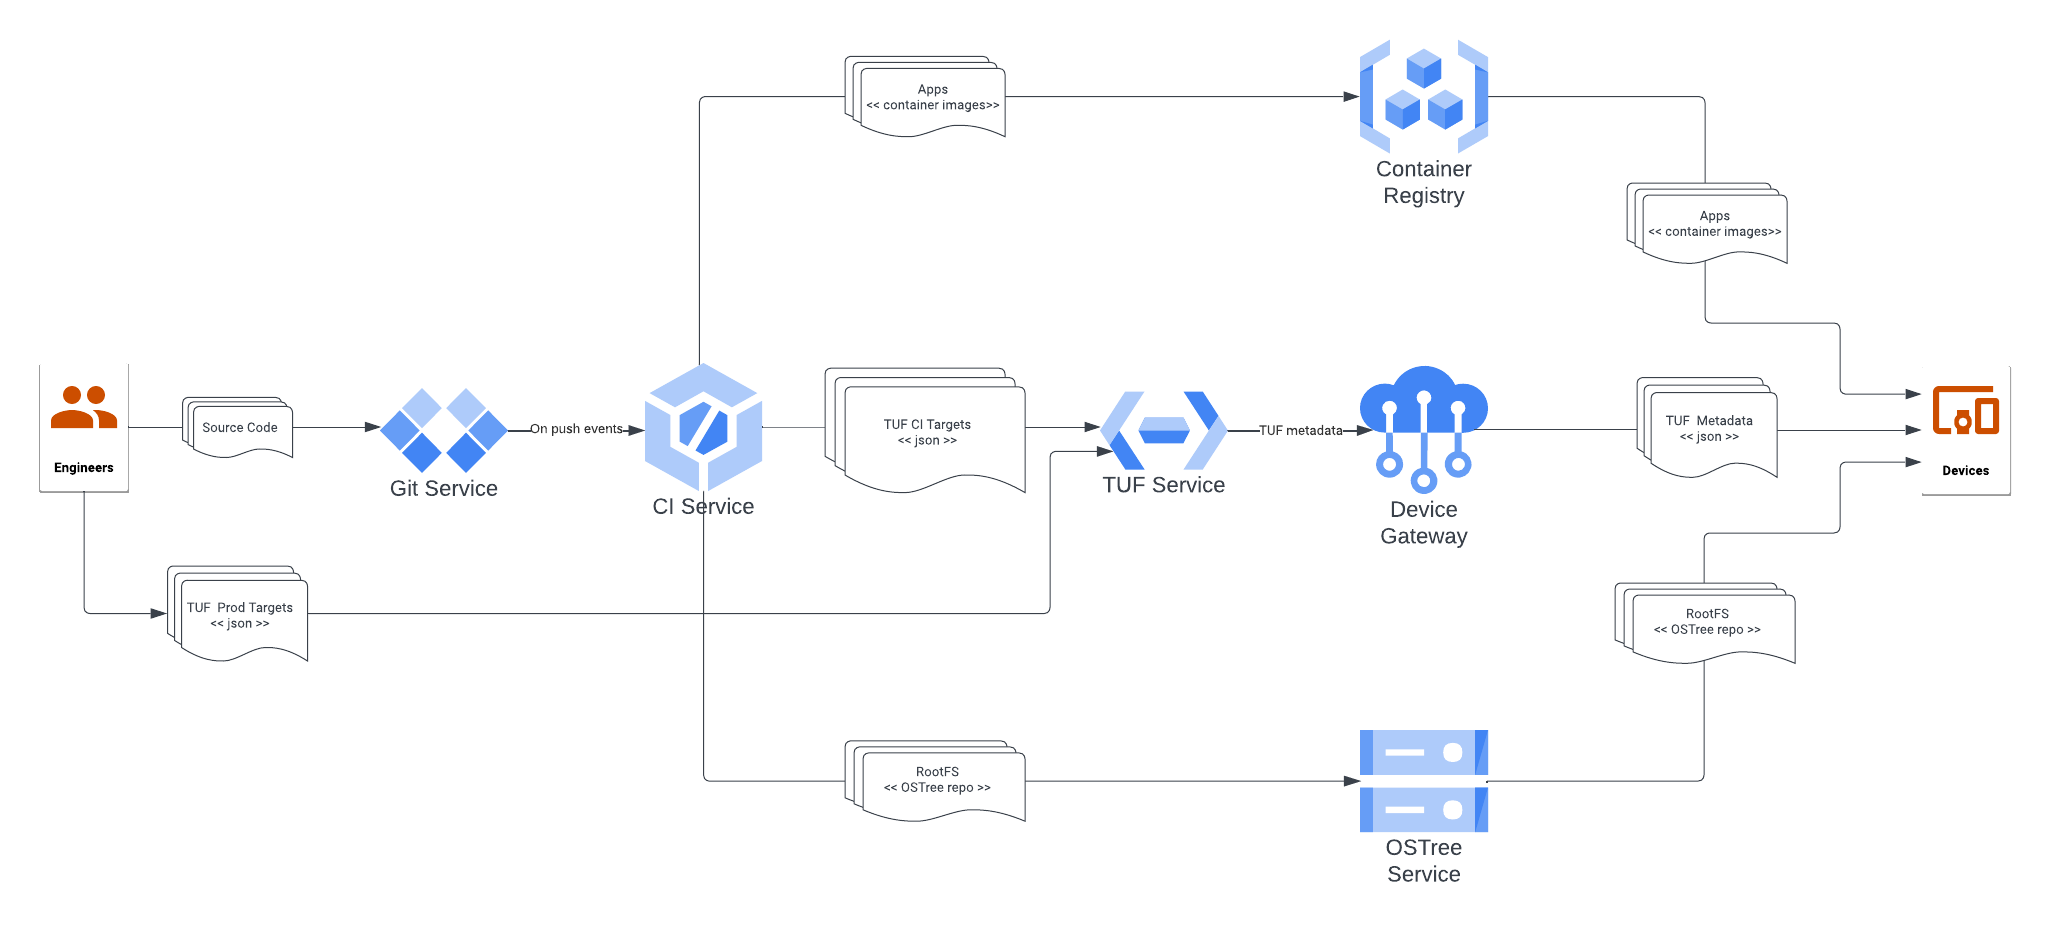 Apps
<< container images>>
Container
Registry
Apps
<< container images>>
Engineers
Source Code
Git Service
On push events
CI Service
TUF CI Targets
<< json >>
TUF Service
TUF metadata
Device
Gateway
TUF  Metadata
<< json >>
Devices
TUF  Prod Targets
<< json >>
RootFS
<< OSTree repo >>
RootFS
<< OSTree repo >>
OSTree
Service